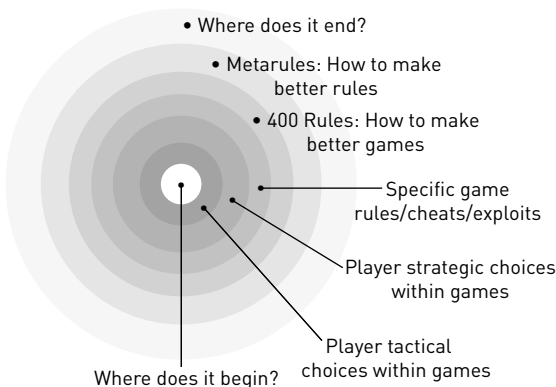 Where does it end?
Metarules: How to make
better rules
400 Rules: How to make
better games
Specific game
rules/cheats/exploits
Player strategic choices
within games
Player tactical
choices within games
Where does it begin?